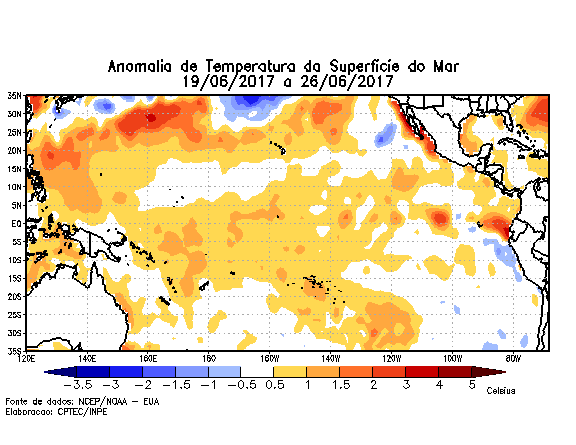 Anomalia de Temperatura da Superfície do Mar
19/06/2017 a 26/06/2017
35N
30N
25N
20N
15N
10N
5N
EQ
5S
10S
15S
20S
25S
30S
35S
120E 140E 160E 180 160W 140W 120W 100W 80W
-3.5 -3 -2 -1.5 -1 -0.5 0.5 1 1.5 2 3 4 5
Celsius
Fonte de dados: NCEP/NOAA - EUA
Elaboracao: CPTEC/INPE